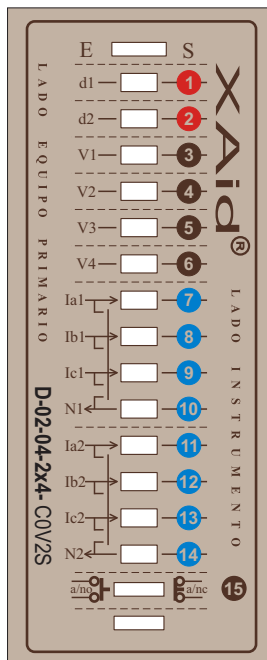 E S
d1 1
d2 2
V1 3
V2 4
V3 5
V4 6
Ia1 7
Ib1 8
Ic1 9
N1 10
Ia2 11
Ib2 12
Ic2 13
N2 14
a/no a/nc 15
LADO EQUIPO PRIMARIO
D-02-04-2x4- C0V2S
XAid®
LADO INSTRUMENTO